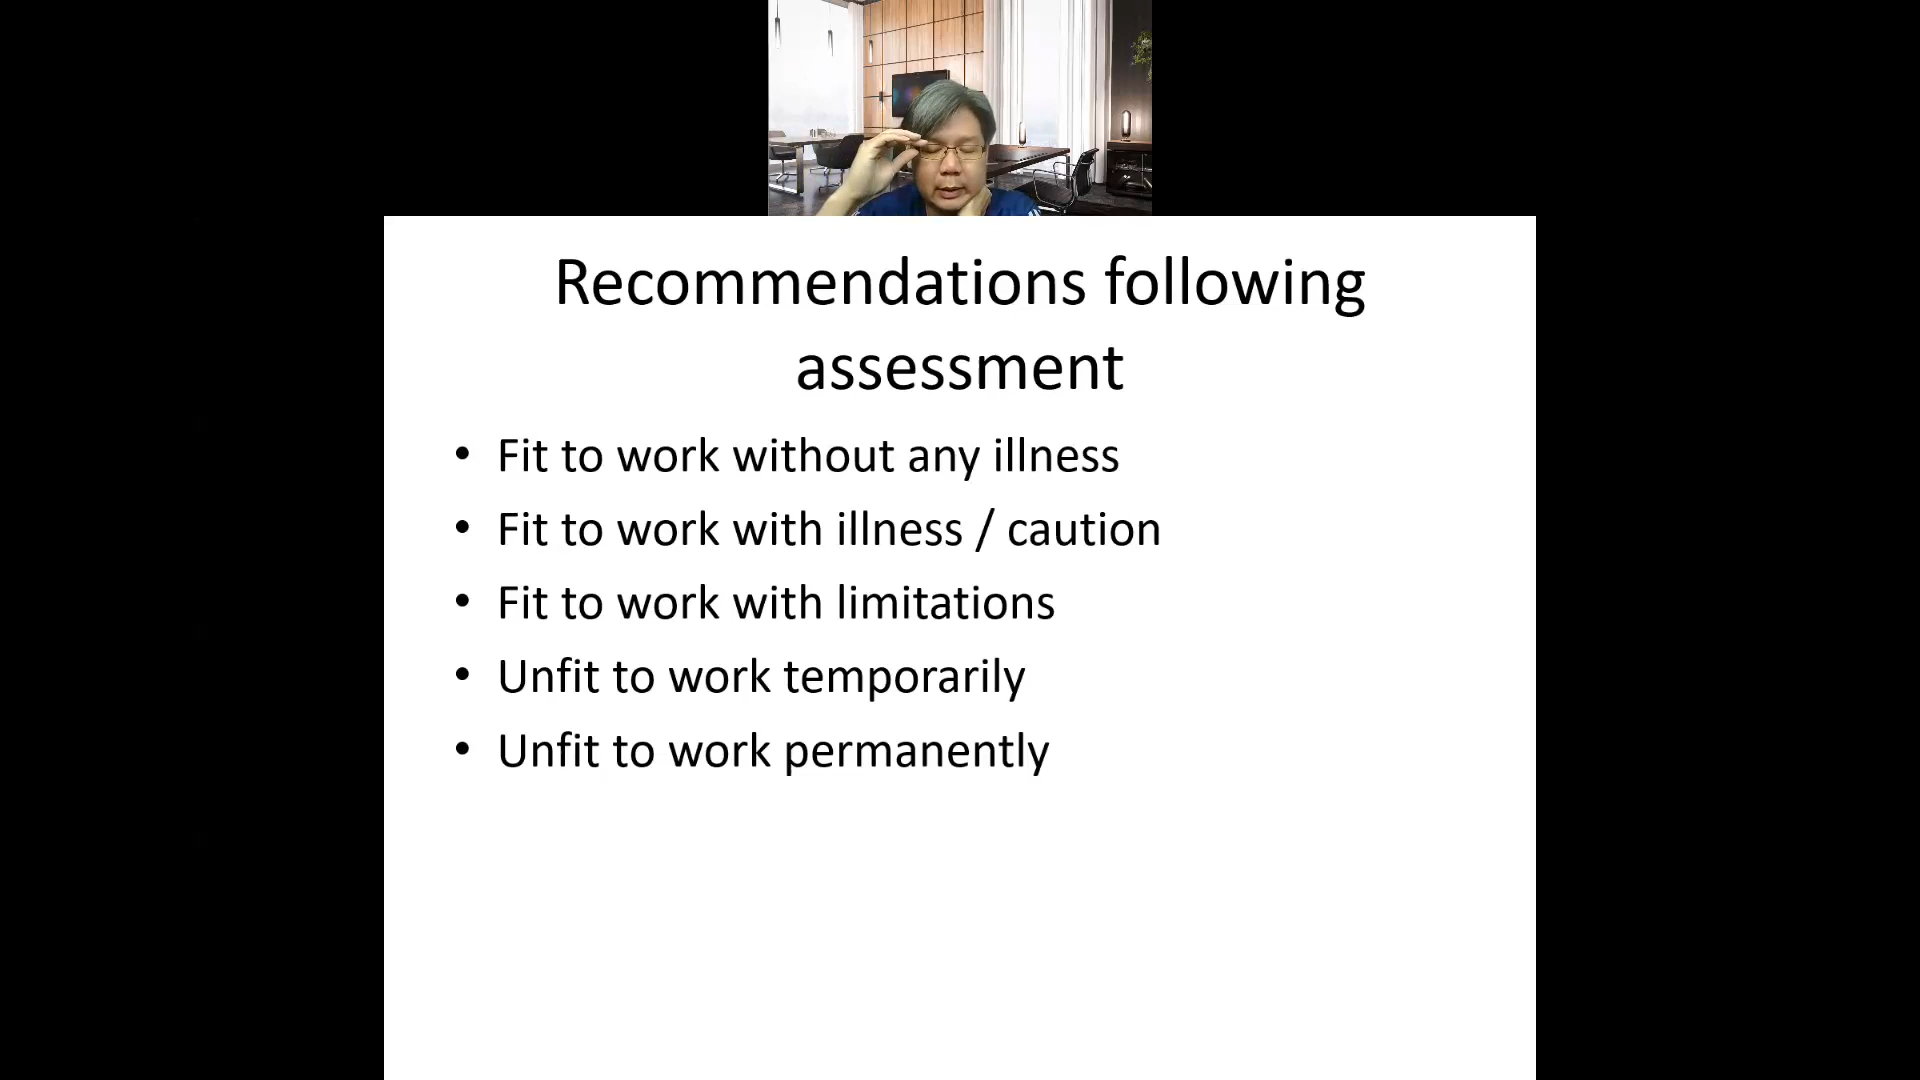 Recommendations following
assessment
• Fit to work without any illness
• Fit to work with illness / caution
• Fit to work with limitations
• Unfit to work temporarily
• Unfit to work permanently